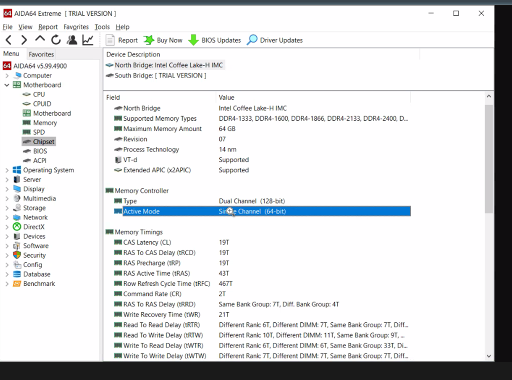 64 AIDA64 Extreme [ TRIAL VERSION ]
File View Report Favorites Tools Help
Report Buy Now BIOS Updates Driver Updates
Menu Favorites
64 AIDA64 v5.99.4900
Computer
Motherboard
CPU
CPUID
Motherboard
Memory
SPD
Chipset
BIOS
ACPI
Operating System
Server
Display
Multimedia
Storage
Network
DirectX
Devices
Software
Security
Config
Database
Benchmark
Device Description
North Bridge: Intel Coffee Lake-H IMC
South Bridge: [ TRIAL VERSION ]
Field Value
North Bridge Intel Coffee Lake-H IMC
Supported Memory Types DDR4-1333, DDR4-1600, DDR4-1866, DDR4-2133, DDR4-2400, D...
Maximum Memory Amount 64 GB
Revision 07
Process Technology 14 nm
VT-d Supported
Extended APIC (x2APIC) Supported
Memory Controller
Type Dual Channel (128-bit)
Active Mode Single Channel (64-bit)
Memory Timings
CAS Latency (CL) 19T
RAS To CAS Delay (tRCD) 19T
RAS Precharge (tRP) 19T
RAS Active Time (tRAS) 43T
Row Refresh Cycle Time (tRFC) 467T
Command Rate (CR) 2T
RAS To RAS Delay (tRRD) Same Bank Group: 7T, Diff. Bank Group: 4T
Write Recovery Time (tWR) 21T
Read To Read Delay (tRTR) Different Rank: 6T, Different DIMM: 7T, Same Bank Group: 7T, Dif...
Read To Write Delay (tRTW) Different Rank: 10T, Different DIMM: 11T, Same Bank Group: 9T, ...
Write To Read Delay (tWTR) Different Rank: 6T, Different DIMM: 6T, Same Bank Group: 33T, Di...
Write To Write Delay (tWTW) Different Rank: 7T, Different DIMM: 7T, Same Bank Group: 7T, Dif...